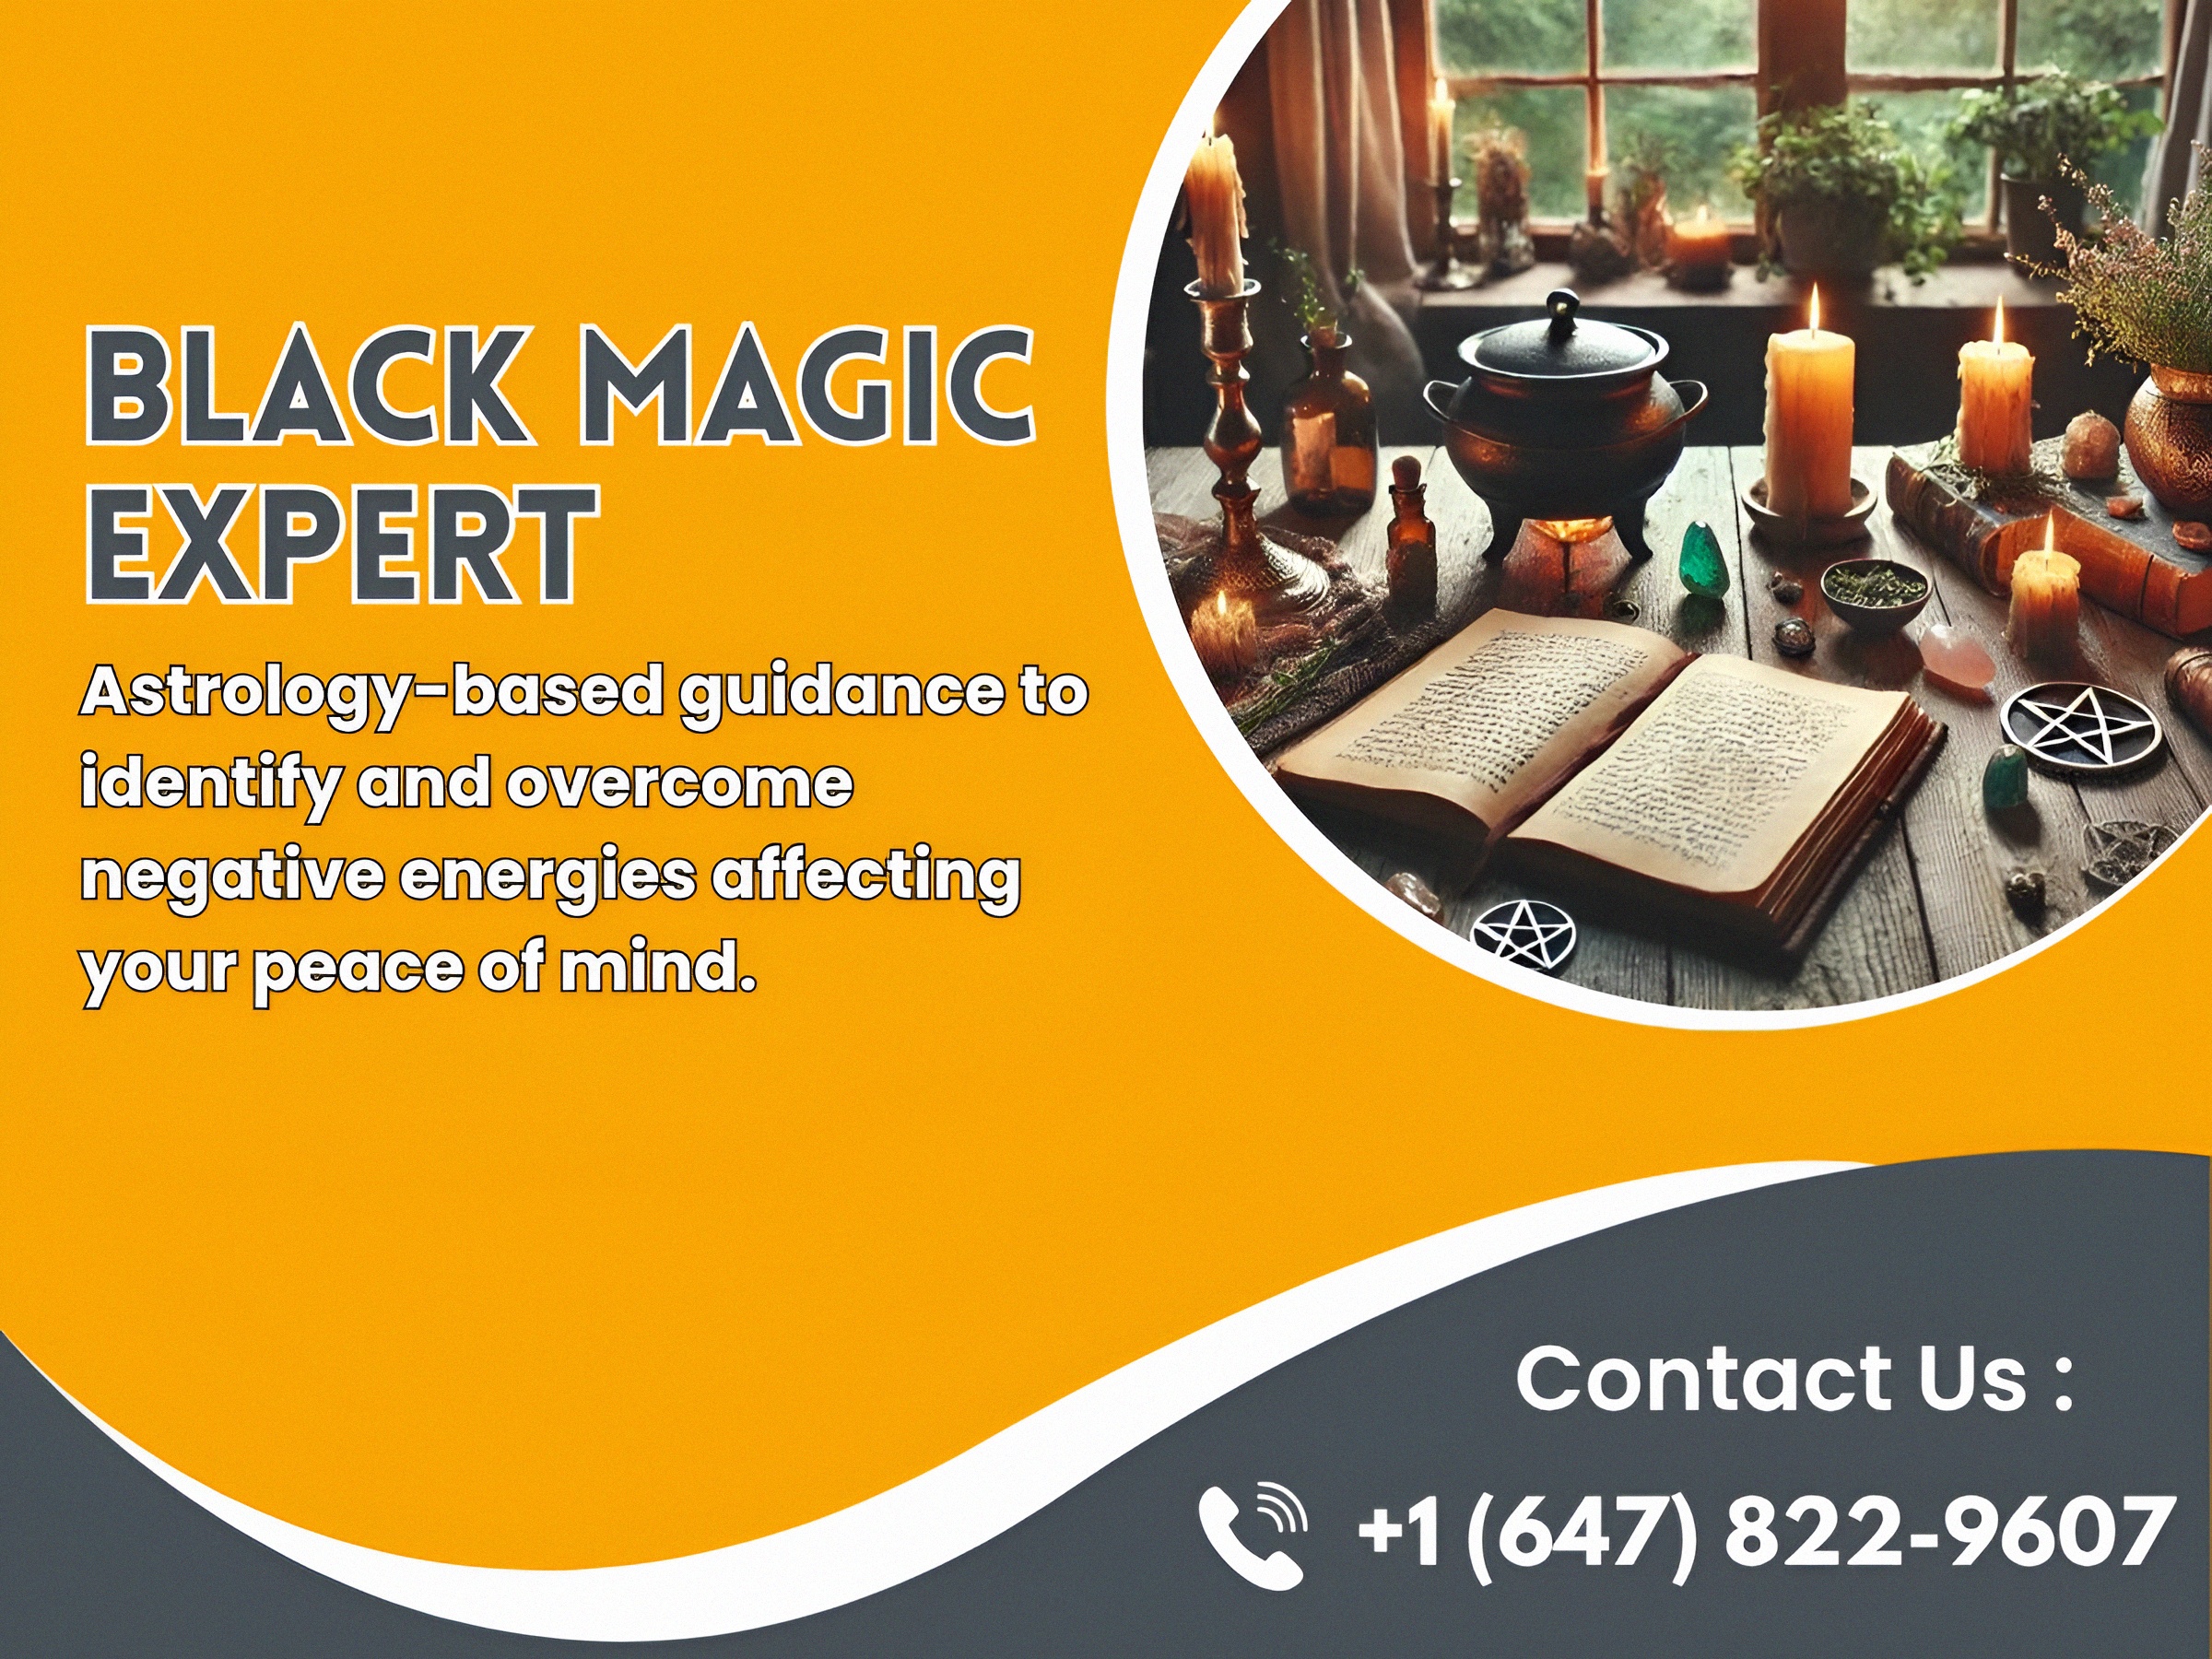 BLACK MAGIC
EXPERT
Astrology-based guidance to
identify and overcome
negative energies affecting
your peace of mind.
Contact Us :
+1 (647) 822-9607